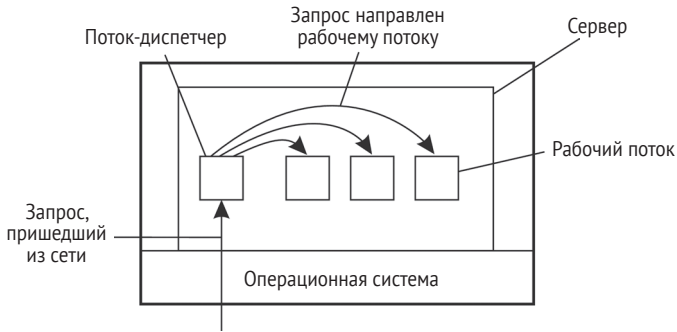 Поток-диспетчер
Запрос направлен
рабочему потоку
Сервер
Рабочий поток
Запрос,
пришедший
из сети
Операционная система